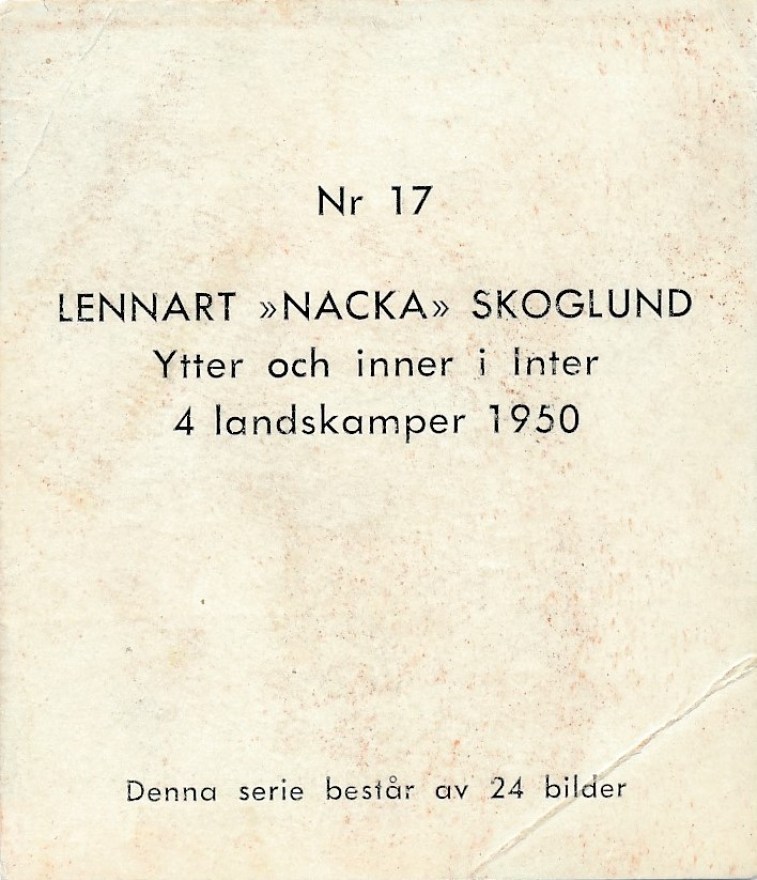 Nr 17
LENNART »NACKA» SKOGLUND
Ytter och inner i Inter
4 landskamper 1950
Denna serie består av 24 bilder